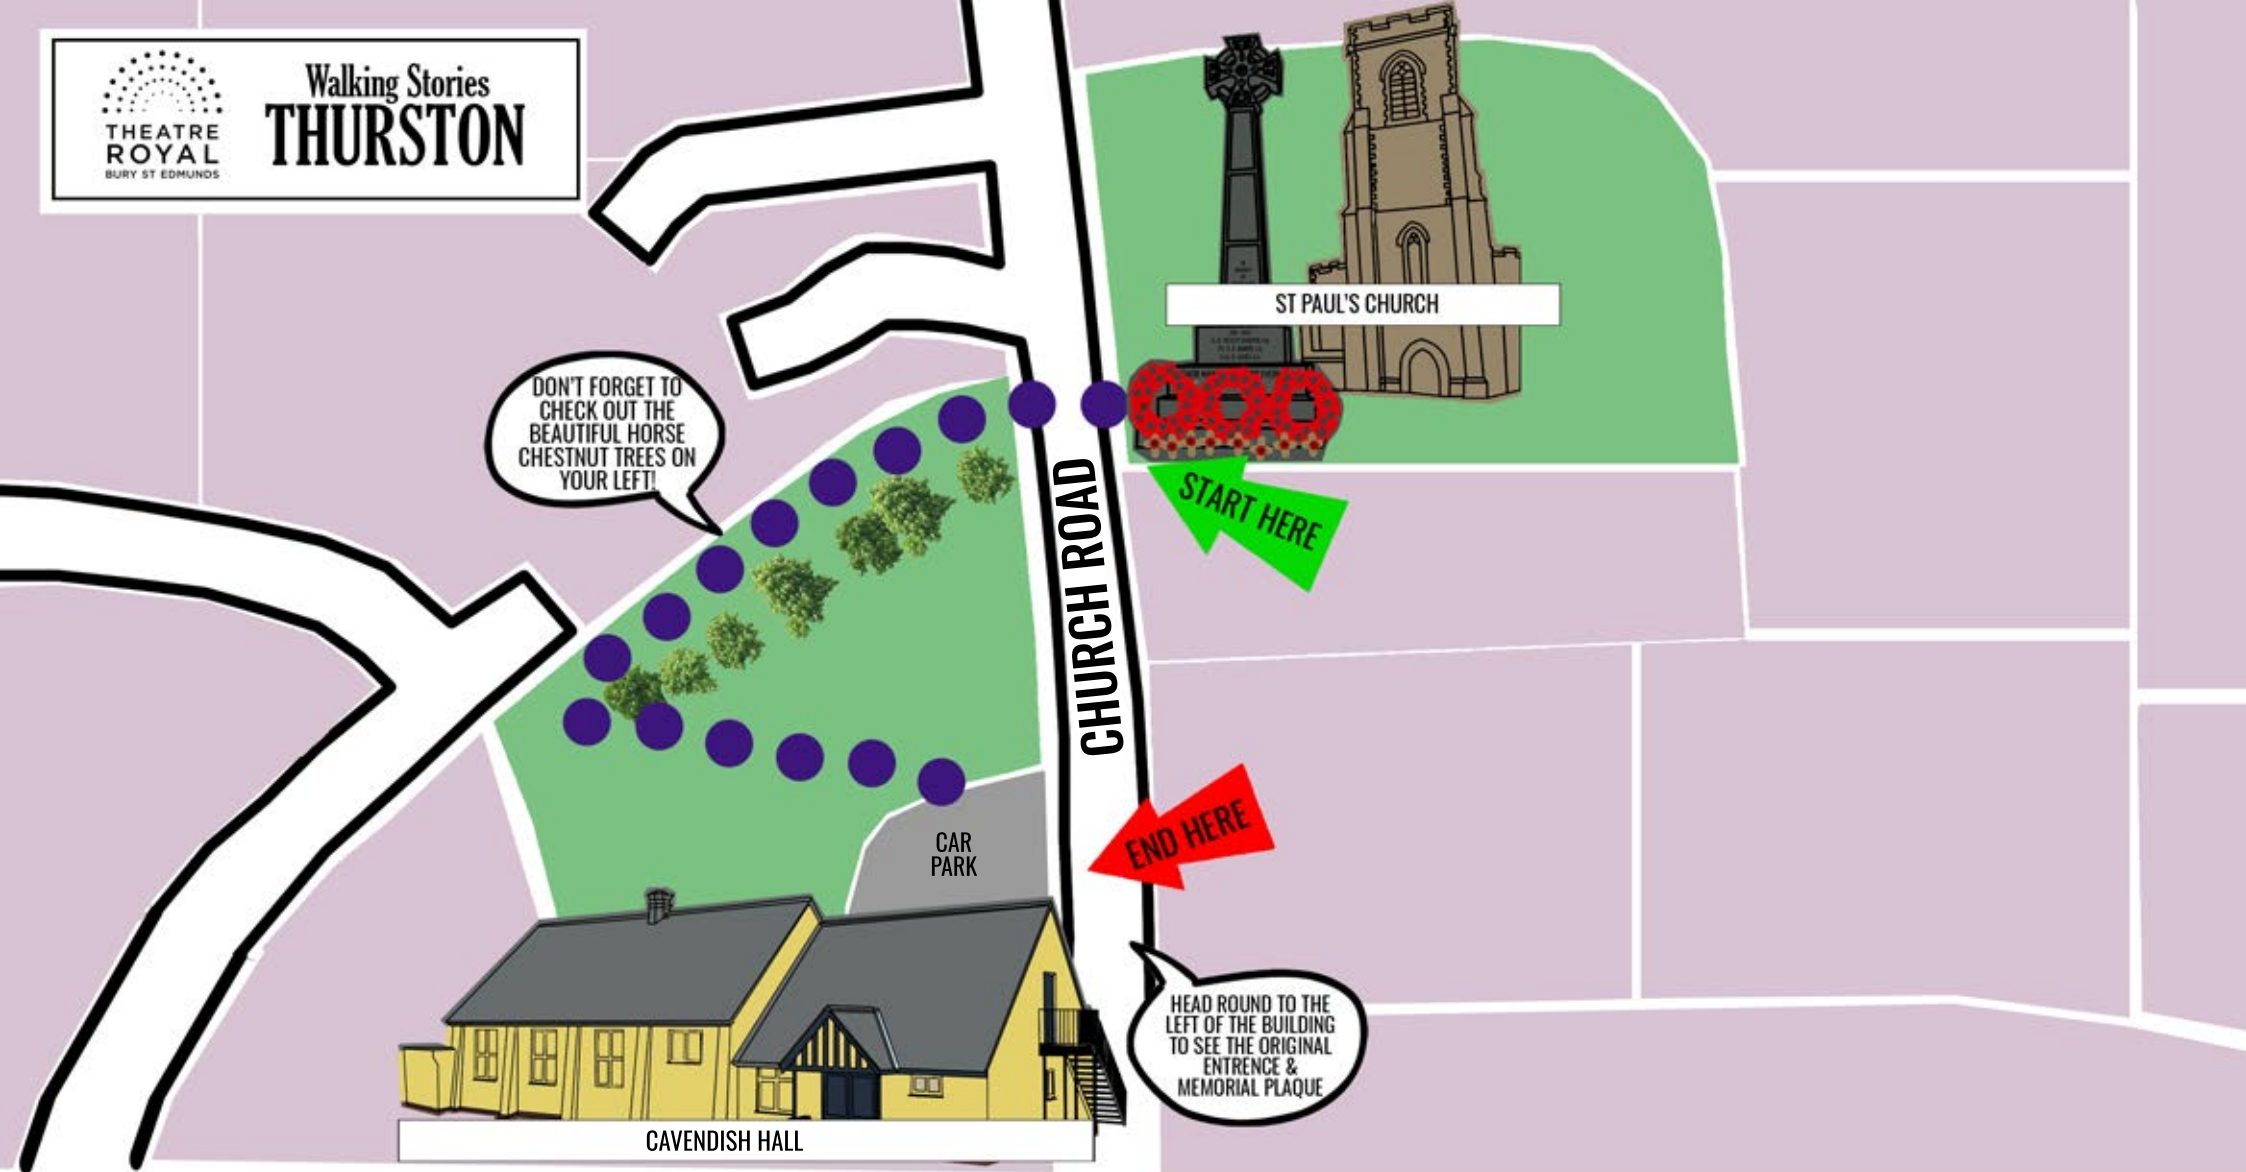 THEATRE
ROYAL
BURY ST EDMUNDS
Walking Stories
THURSTON
ST PAUL'S CHURCH
DON'T FORGET TO
CHECK OUT THE
BEAUTIFUL HORSE
CHESTNUT TREES ON
YOUR LEFT!
START HERE
CHURCH ROAD
END HERE
CAR
PARK
HEAD ROUND TO THE
LEFT OF THE BUILDING
TO SEE THE ORIGINAL
ENTRENCE &
MEMORIAL PLAQUE
CAVENDISH HALL